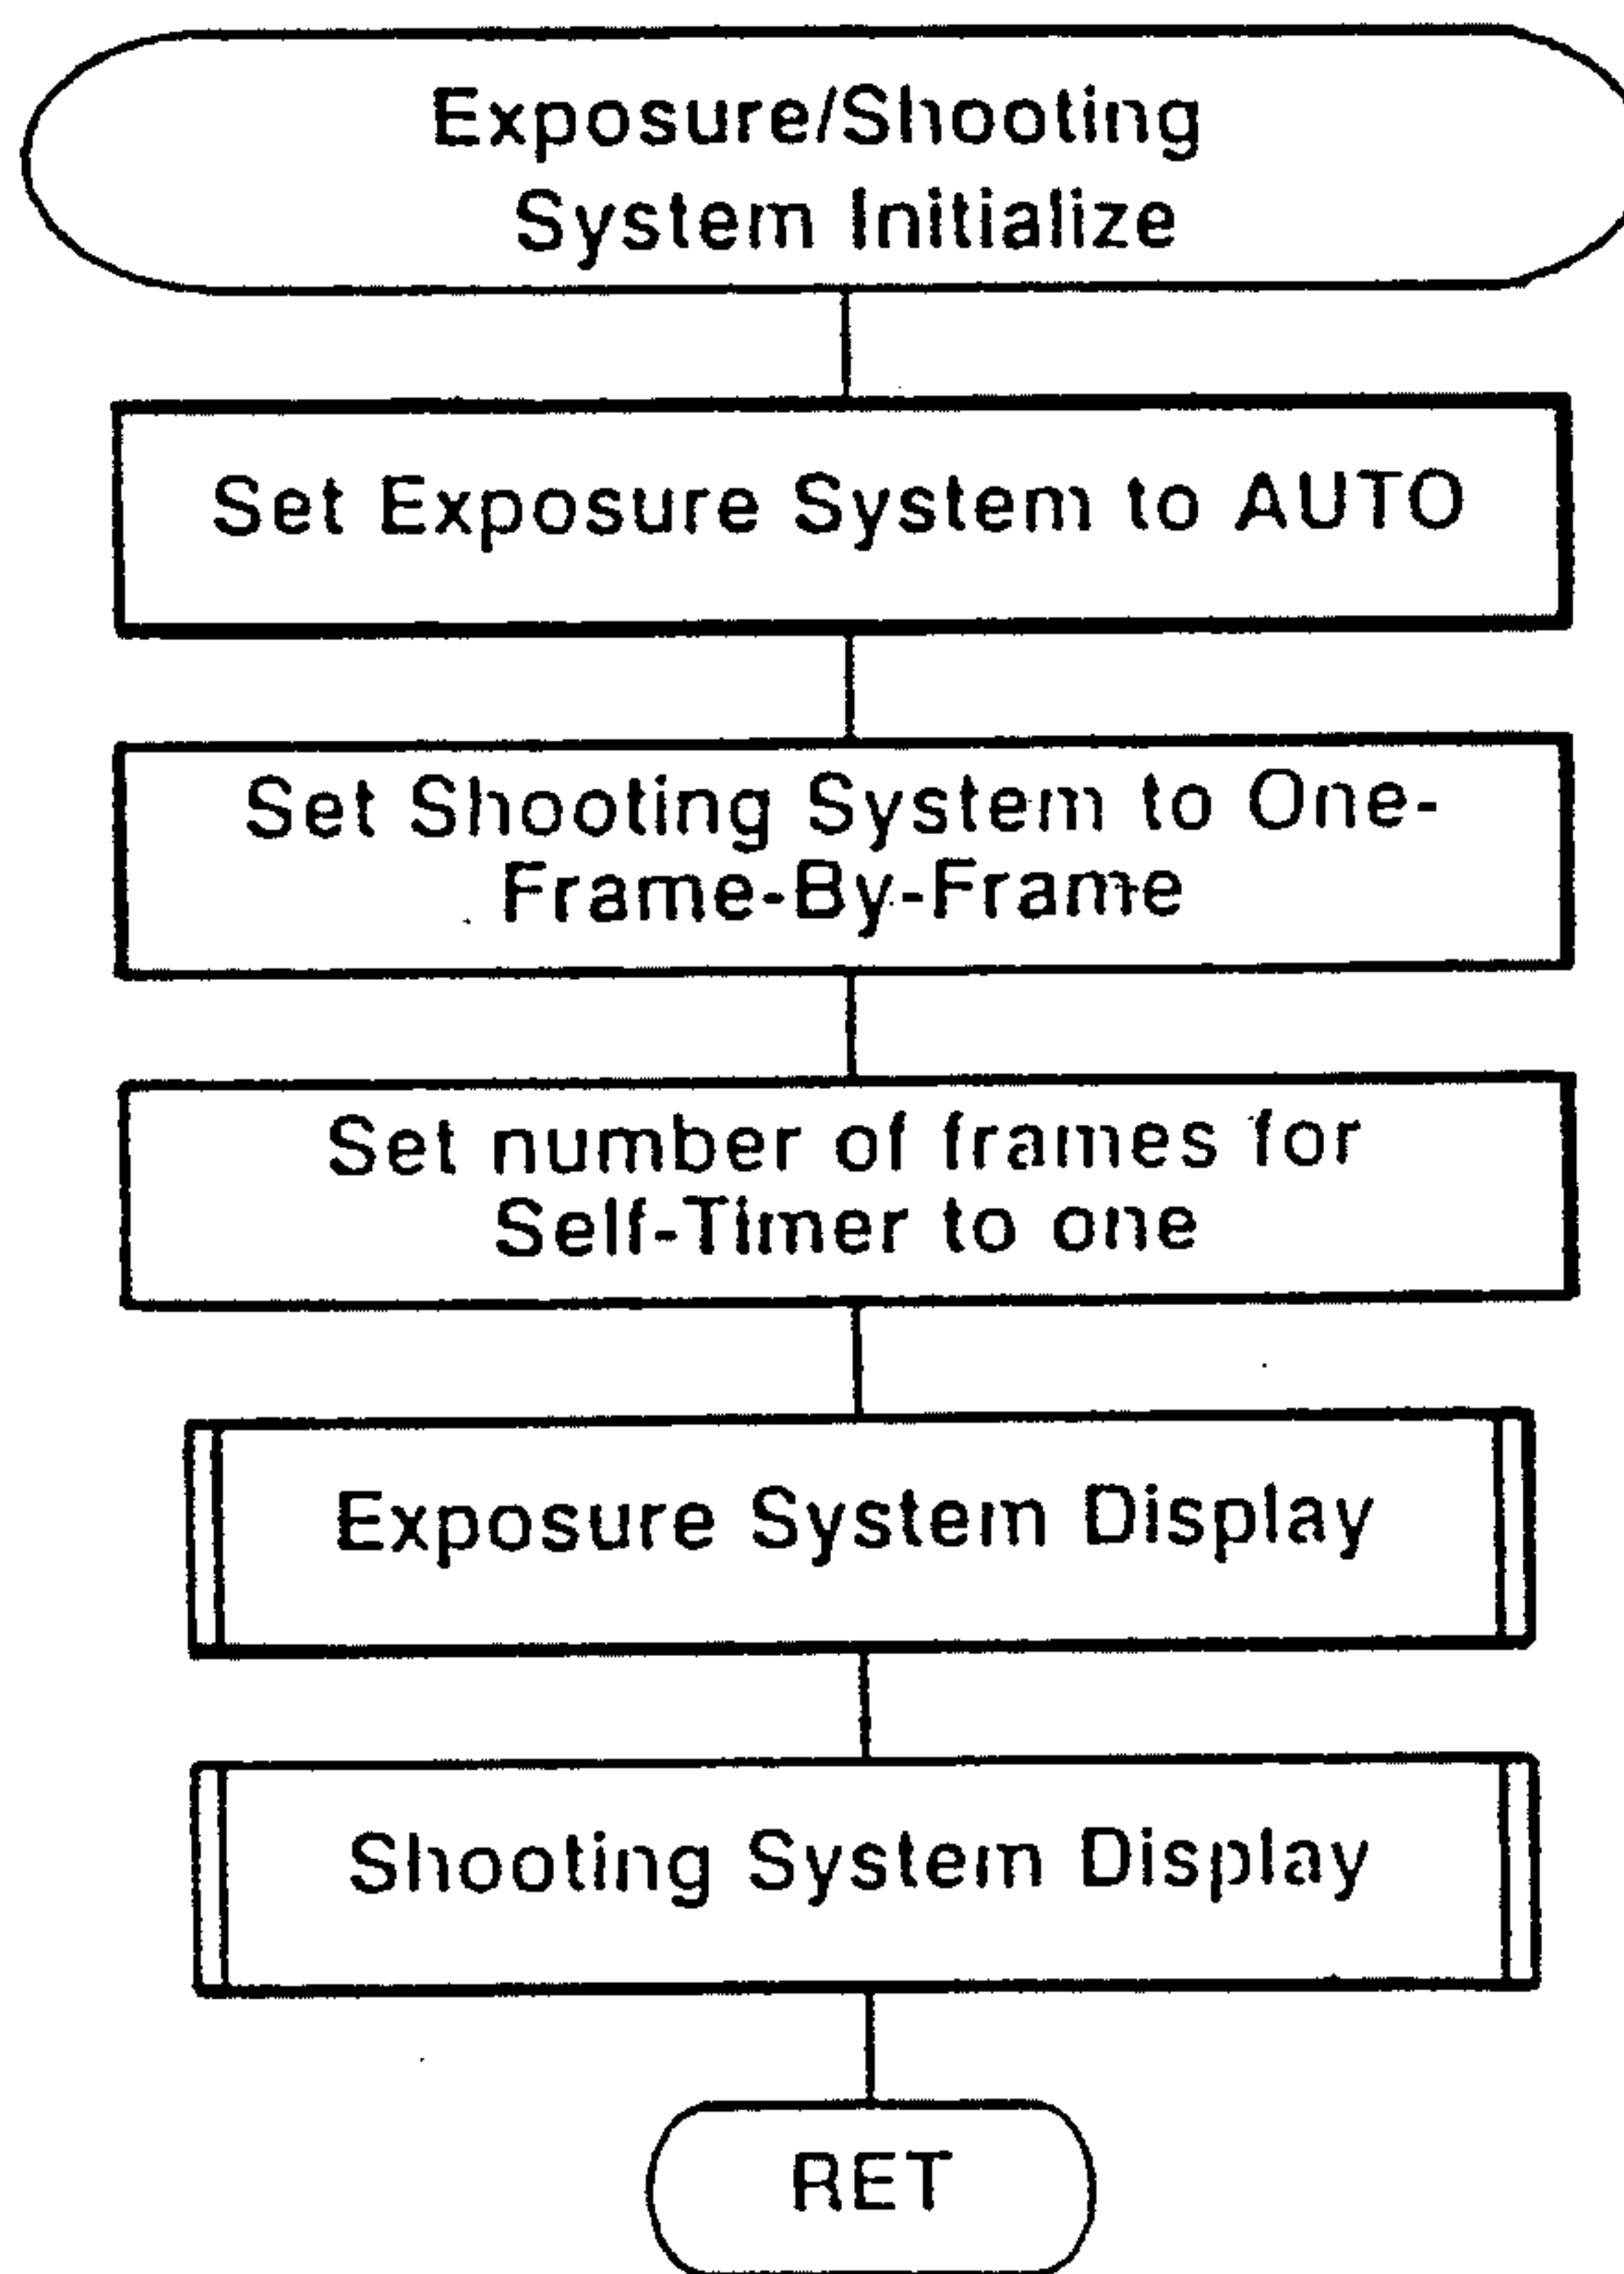 Exposure/Shooting
System Initialize
Set Exposure System to AUTO
Set Shooting System to One-
Frame-By-Frame
Set number of frames for
Self-Timer to one
Exposure System Display
Shooting System Display
RET